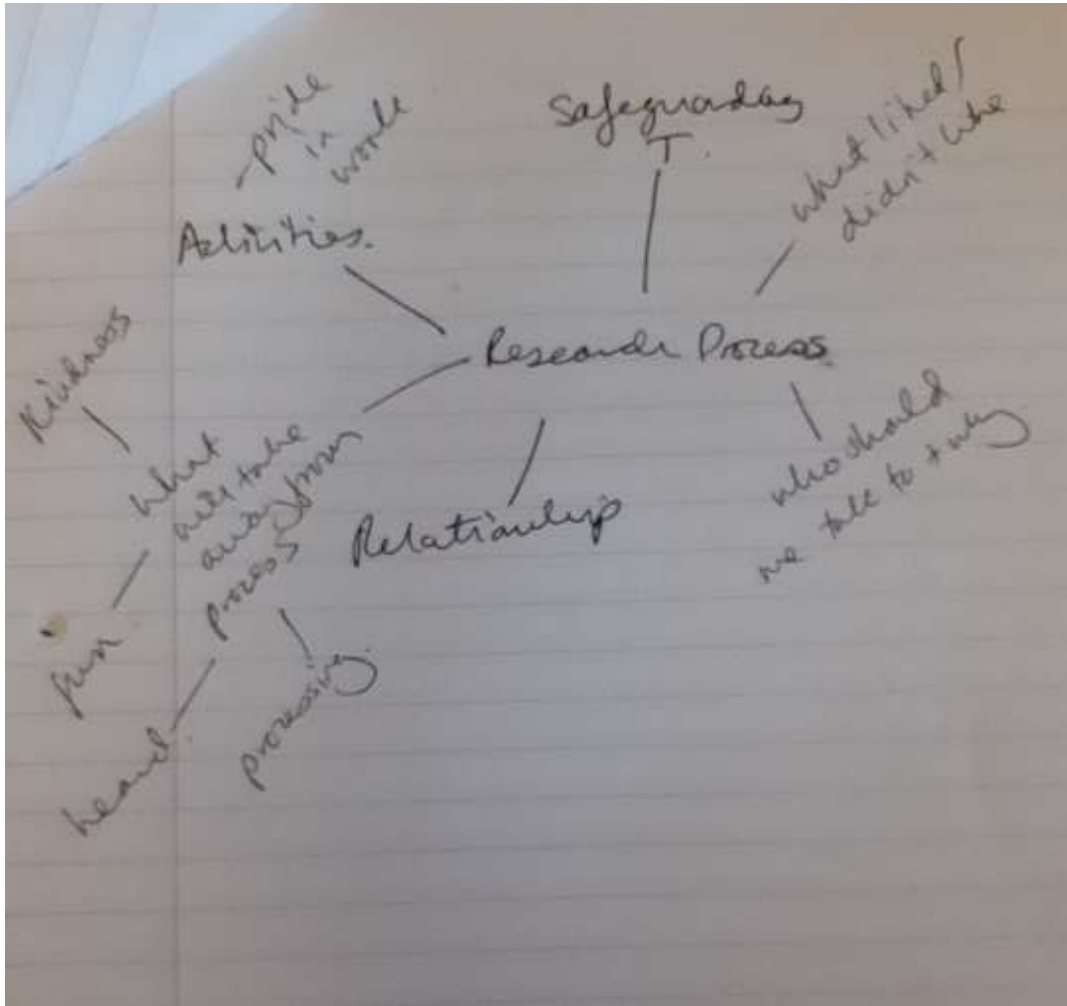 Safeguarding
T.
what liked/
didn't like
- pride
in
work
Activities.
Research Process
Kindness
what
will take
away from
process
fun
heard
processing
Relationship
who should
we talk to + why